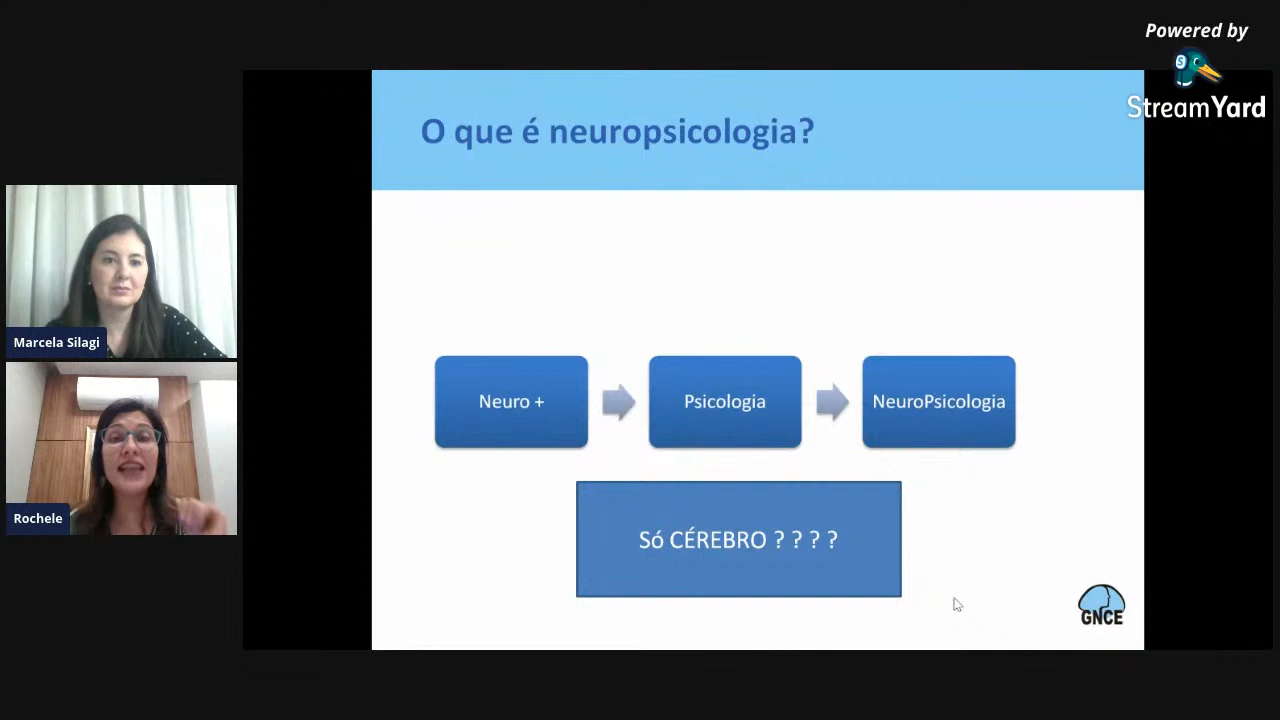 Powered by
StreamYard
O que é neuropsicologia?
Marcela Silagi
Neuro +
Psicologia
NeuroPsicologia
Rochele
Só CÉREBRO ? ? ? ?
GNCE